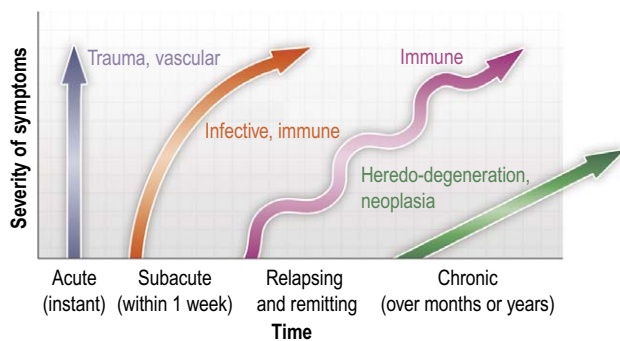 Severity of symptoms
Trauma, vascular
Infective, immune
Immune
Heredo-degeneration,
neoplasia
Acute
(instant)
Subacute
(within 1 week)
Relapsing
and remitting
Chronic
(over months or years)
Time